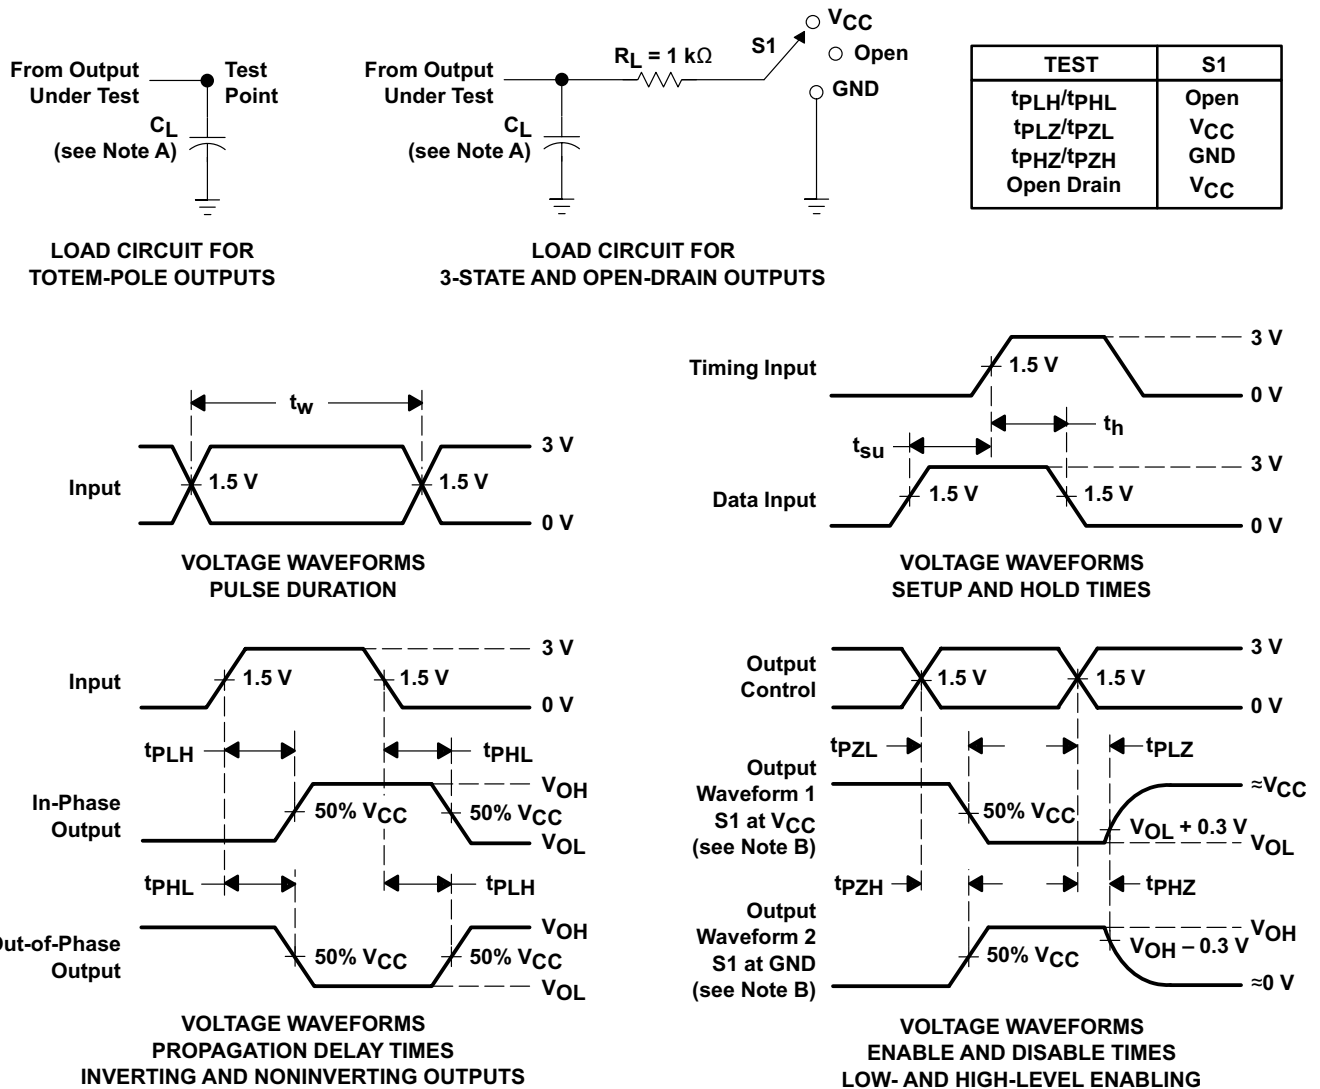 From Output
Under Test
Test
Point
CL
(see Note A)
LOAD CIRCUIT FOR
TOTEM-POLE OUTPUTS
From Output
Under Test
RL = 1 kΩ
S1
VCC
Open
GND
CL
(see Note A)
LOAD CIRCUIT FOR
3-STATE AND OPEN-DRAIN OUTPUTS
TEST S1
tPLH/tPHL Open
tPLZ/tPZL VCC
tPHZ/tPZH GND
Open Drain VCC
tw
Input
1.5 V
1.5 V
3 V
0 V
VOLTAGE WAVEFORMS
PULSE DURATION
Timing Input
1.5 V
3 V
0 V
tsu
th
Data Input
1.5 V
1.5 V
3 V
0 V
VOLTAGE WAVEFORMS
SETUP AND HOLD TIMES
Input
1.5 V
1.5 V
3 V
0 V
tPLH
tPHL
In-Phase
Output
50% VCC
50% VCC
VOH
VOL
tPHL
tPLH
Out-of-Phase
Output
50% VCC
50% VCC
VOH
VOL
VOLTAGE WAVEFORMS
PROPAGATION DELAY TIMES
INVERTING AND NONINVERTING OUTPUTS
Output
Control
1.5 V
1.5 V
3 V
0 V
tPZL
tPLZ
Output
Waveform 1
S1 at VCC
(see Note B)
50% VCC
VOL + 0.3 V
≈VCC
VOL
tPZH
tPHZ
Output
Waveform 2
S1 at GND
(see Note B)
50% VCC
VOH – 0.3 V
VOH
≈0 V
VOLTAGE WAVEFORMS
ENABLE AND DISABLE TIMES
LOW- AND HIGH-LEVEL ENABLING